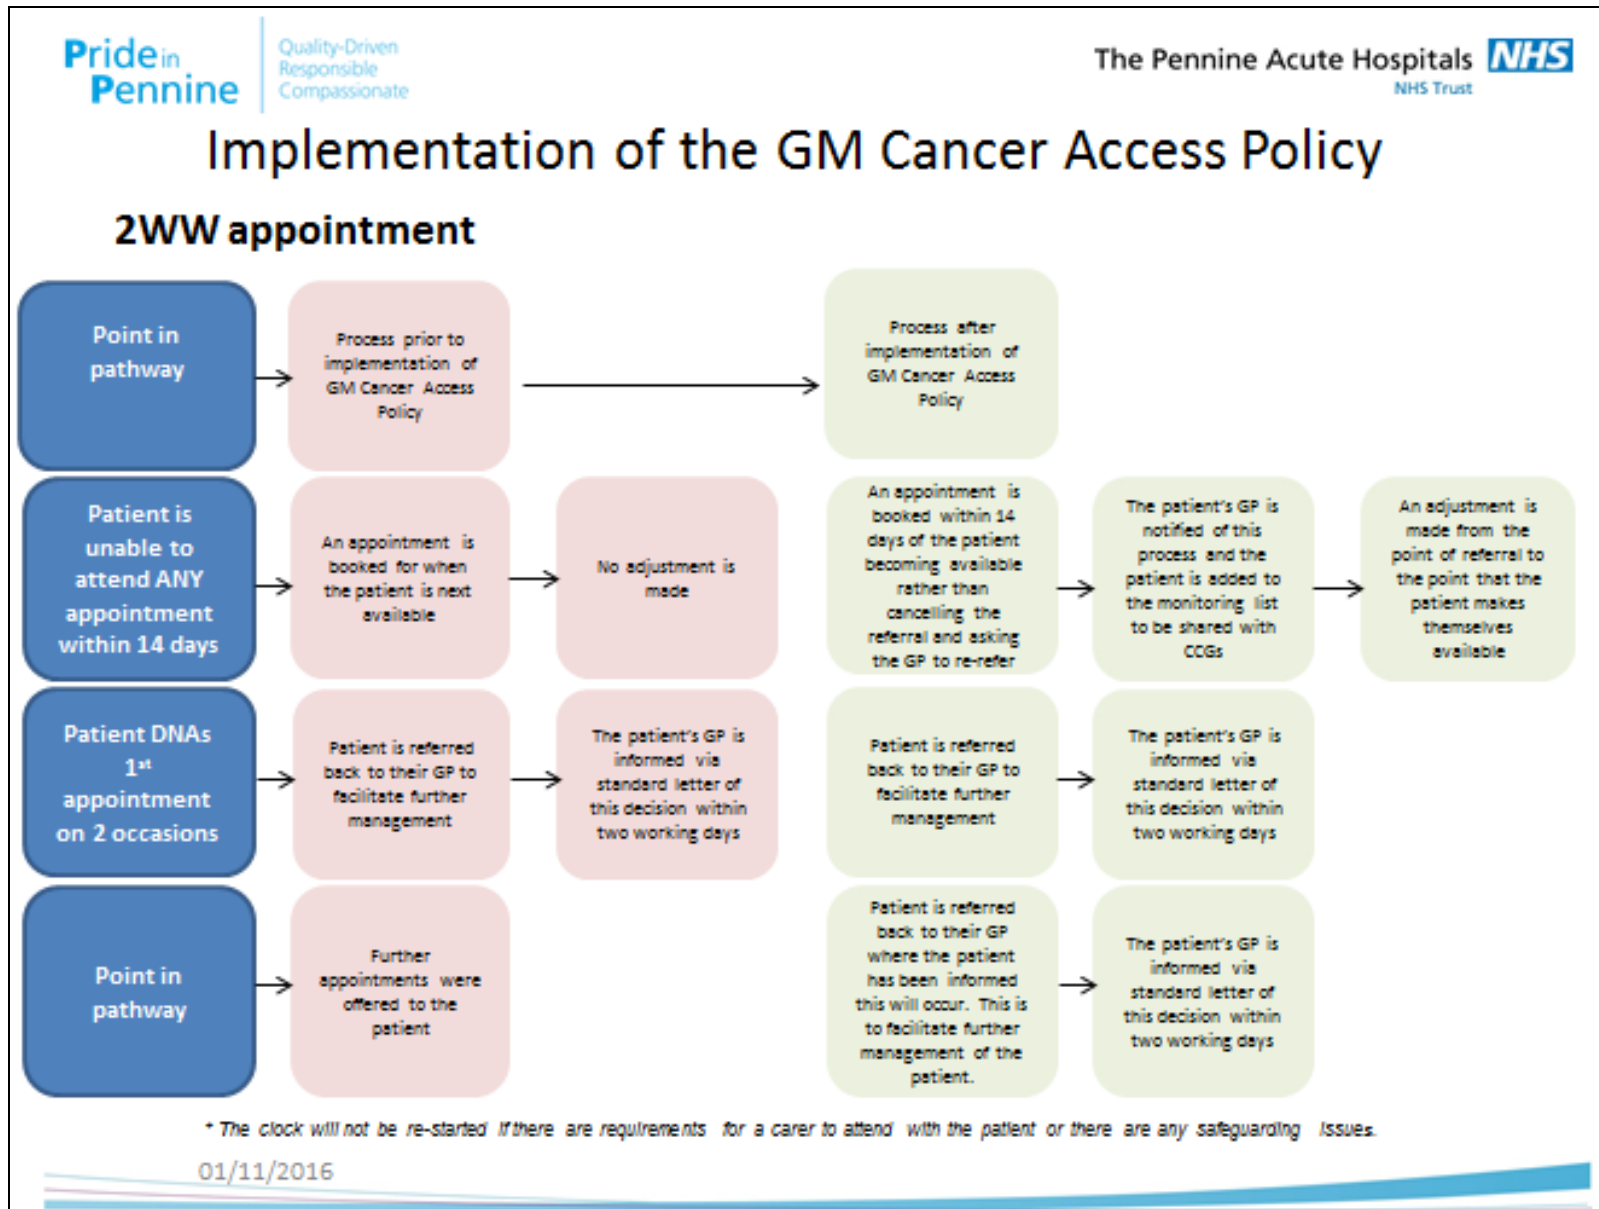 Pride in
Pennine
Quality-Driven
Responsible
Compassionate
The Pennine Acute Hospitals NHS
NHS Trust
Implementation of the GM Cancer Access Policy
2WW appointment
Point in
pathway
Process prior to
implementation of
GM Cancer Access
Policy
Process after
implementation of
GM Cancer Access
Policy
Patient is
unable to
attend ANY
appointment
within 14 days
An appointment is
booked for when
the patient is next
available
No adjustment is
made
An appointment is
booked within 14
days of the patient
becoming available
rather than
cancelling the
referral and asking
the GP to re-refer
The patient's GP is
notified of this
process and the
patient is added to
the monitoring list
to be shared with
CCGs
An adjustment is
made from the
point of referral to
the point that the
patient makes
themselves
available
Patient DNAs
1st
appointment
on 2 occasions
Patient is referred
back to their GP to
facilitate further
management
The patient's GP is
informed via
standard letter of
this decision within
two working days
Patient is referred
back to their GP to
facilitate further
management
The patient's GP is
informed via
standard letter of
this decision within
two working days
Point in
pathway
Further
appointments were
offered to the
patient
Patient is referred
back to their GP
where the patient
has been informed
this will occur. This is
to facilitate further
management of the
patient.
The patient's GP is
informed via
standard letter of
this decision within
two working days
* The clock will not be re-started if there are requirements for a carer to attend with the patient or there are any safeguarding issues.
01/11/2016